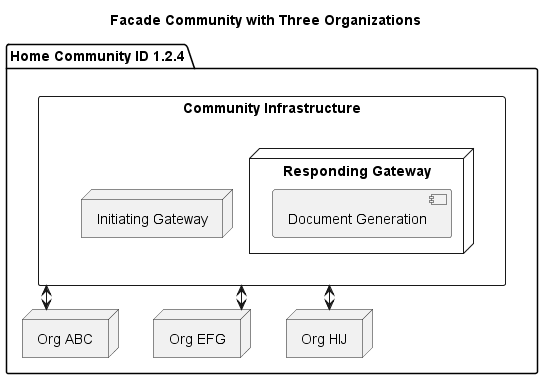 Facade Community with Three Organizations
Home Community ID 1.2.4
Community Infrastructure
Responding Gateway
Initiating Gateway
Document Generation
Org ABC
Org EFG
Org HIJ